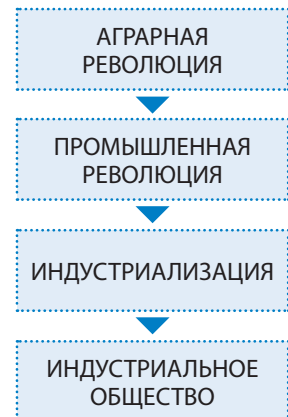 АГРАРНАЯ
РЕВОЛЮЦИЯ
ПРОМЫШЛЕННАЯ
РЕВОЛЮЦИЯ
ИНДУСТРИАЛИЗАЦИЯ
ИНДУСТРИАЛЬНОЕ
ОБЩЕСТВО